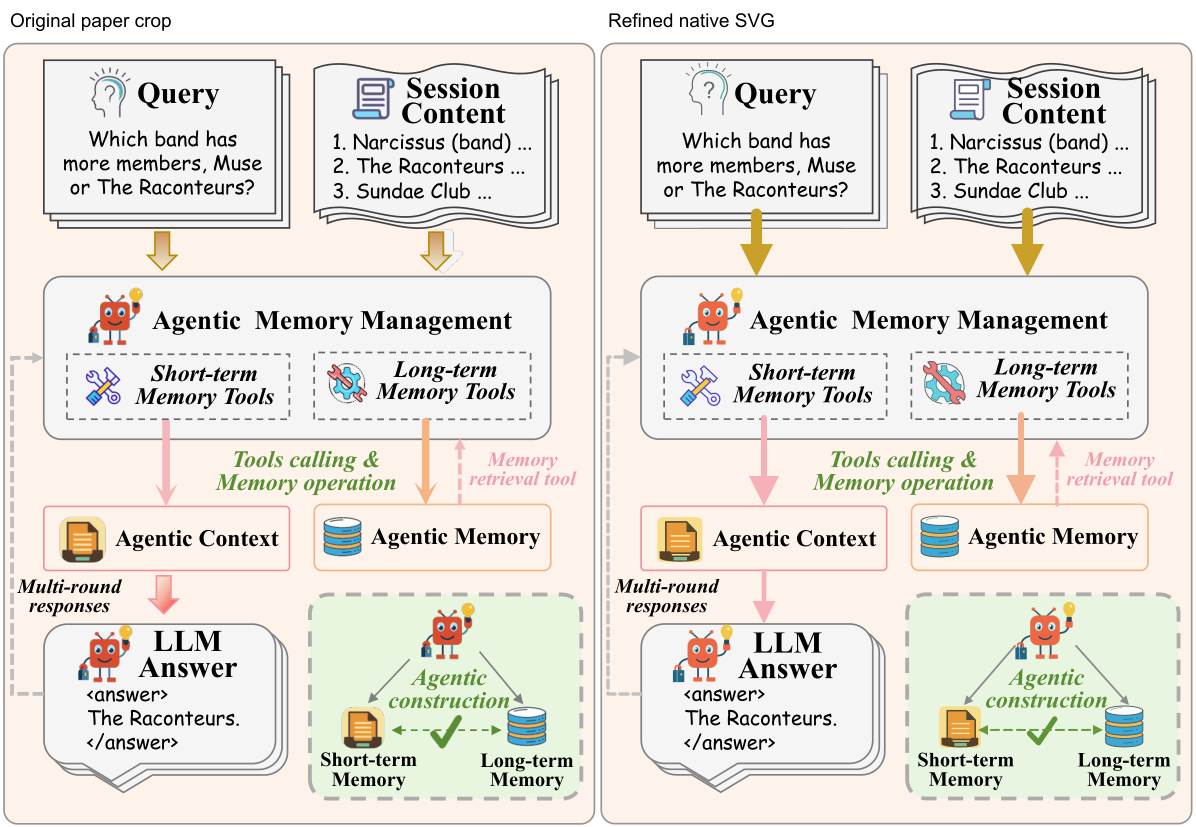 Original paper crop
Query
Which band has
more members, Muse
or The Raconteurs?
Session
Content
1. Narcissus (band) ...
2. The Raconteurs ...
3. Sundae Club ...
Agentic  Memory Management
Short-term
Memory Tools
Long-term
Memory Tools
Tools calling &
Memory operation
Memory
retrieval tool
Agentic Context
Agentic Memory
Multi-round
responses
LLM
Answer
<answer>
The Raconteurs.
</answer>
Agentic
construction
Short-term
Memory
Long-term
Memory
Refined native SVG
Query
Which band has
more members, Muse
or The Raconteurs?
Session
Content
1. Narcissus (band) ...
2. The Raconteurs ...
3. Sundae Club ...
Agentic  Memory Management
Short-term
Memory Tools
Long-term
Memory Tools
Tools calling &
Memory operation
Memory
retrieval tool
Agentic Context
Agentic Memory
Multi-round
responses
LLM
Answer
<answer>
The Raconteurs.
</answer>
Agentic
construction
Short-term
Memory
Long-term
Memory